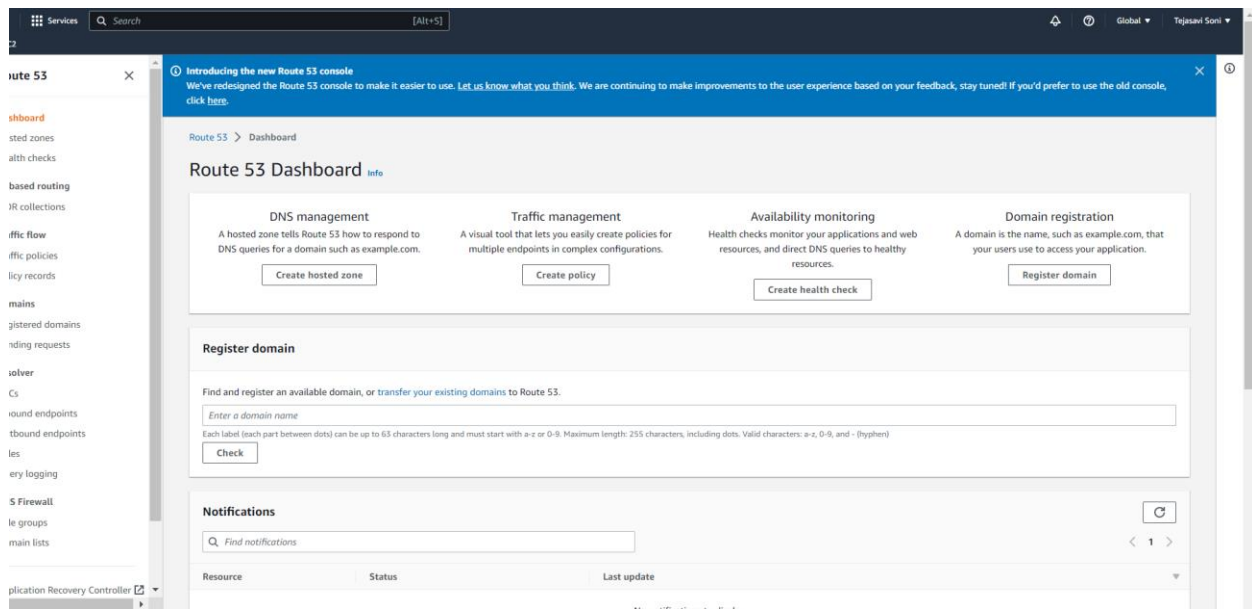 Services
Search [Alt+S]
Global
Tejasavi Soni
C2
ute 53
shboard
sted zones
alth checks
based routing
R collections
ffic flow
ffic policies
licy records
mains
gistered domains
nding requests
solver
Cs
ound endpoints
tbound endpoints
les
ery logging
S Firewall
le groups
main lists
plication Recovery Controller
Introducing the new Route 53 console
We've redesigned the Route 53 console to make it easier to use. Let us know what you think. We are continuing to make improvements to the user experience based on your feedback, stay tuned! If you'd prefer to use the old console,
click here.
Route 53 > Dashboard
Route 53 Dashboard Info
DNS management
A hosted zone tells Route 53 how to respond to
DNS queries for a domain such as example.com.
Create hosted zone
Traffic management
A visual tool that lets you easily create policies for
multiple endpoints in complex configurations.
Create policy
Availability monitoring
Health checks monitor your applications and web
resources, and direct DNS queries to healthy
resources.
Create health check
Domain registration
A domain is the name, such as example.com, that
your users use to access your application.
Register domain
Register domain
Find and register an available domain, or transfer your existing domains to Route 53.
Enter a domain name
Each label (each part between dots) can be up to 63 characters long and must start with a-z or 0-9. Maximum length: 255 characters, including dots. Valid characters: a-z, 0-9, and - (hyphen)
Check
Notifications
Find notifications
< 1 >
Resource Status Last update